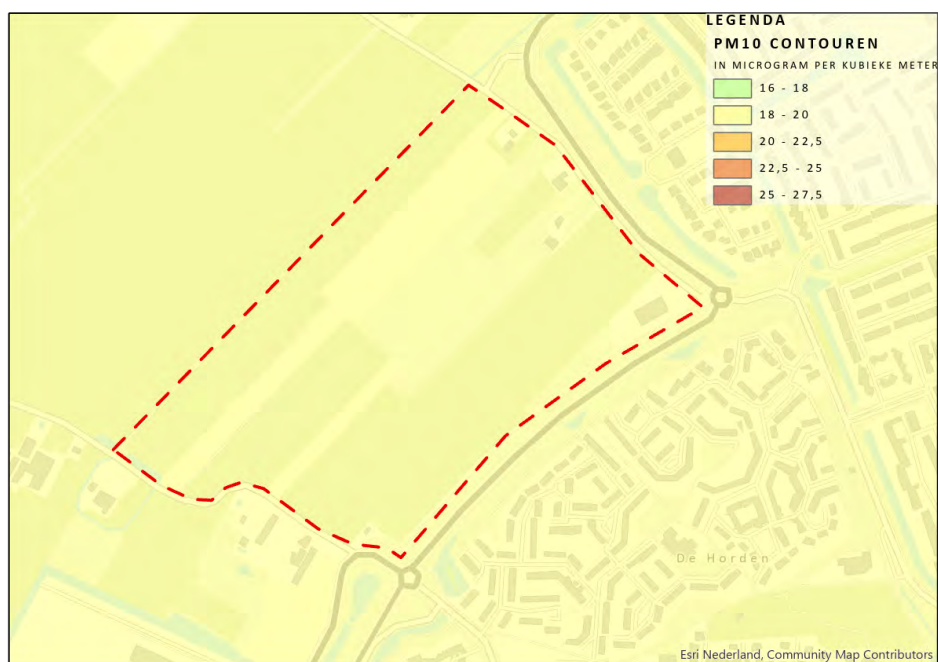 LEGENDA
PM10 CONTOUREN
IN MICROGRAM PER KUBIEKE METER
16 - 18
18 - 20
20 - 22,5
22,5 - 25
25 - 27,5
De Horden
Esri Nederland, Community Map Contributors